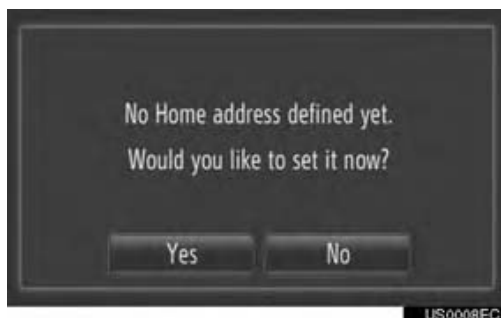 No Home address defined yet.
Would you like to set it now?
Yes No
US0008EC